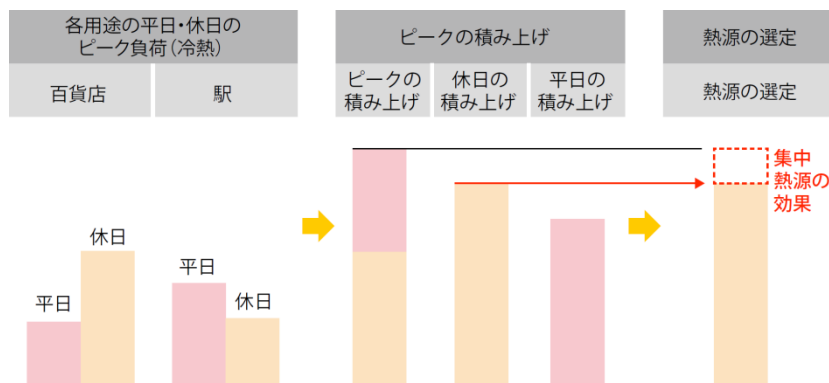 各用途の平日・休日の
ピーク負荷（冷熱）
百貨店
駅
ピークの積み上げ
ピークの
積み上げ
休日の
積み上げ
平日の
積み上げ
熱源の選定
熱源の選定
平日
休日
平日
休日
集中
熱源の
効果